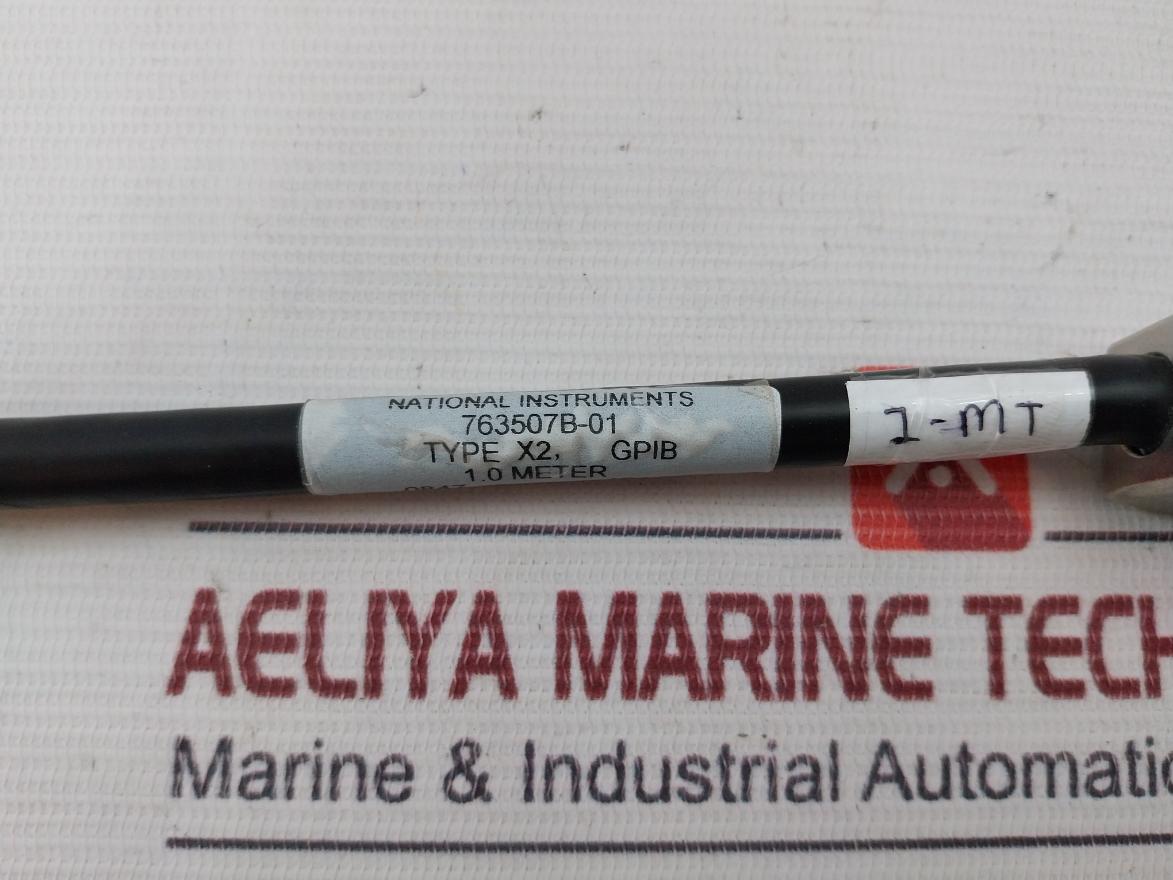 NATIONAL INSTRUMENTS
763507B-01
TYPE X2, GPIB
1.0 METER
1-MT
AELIYA MARINE TECH
Marine & Industrial Automatio